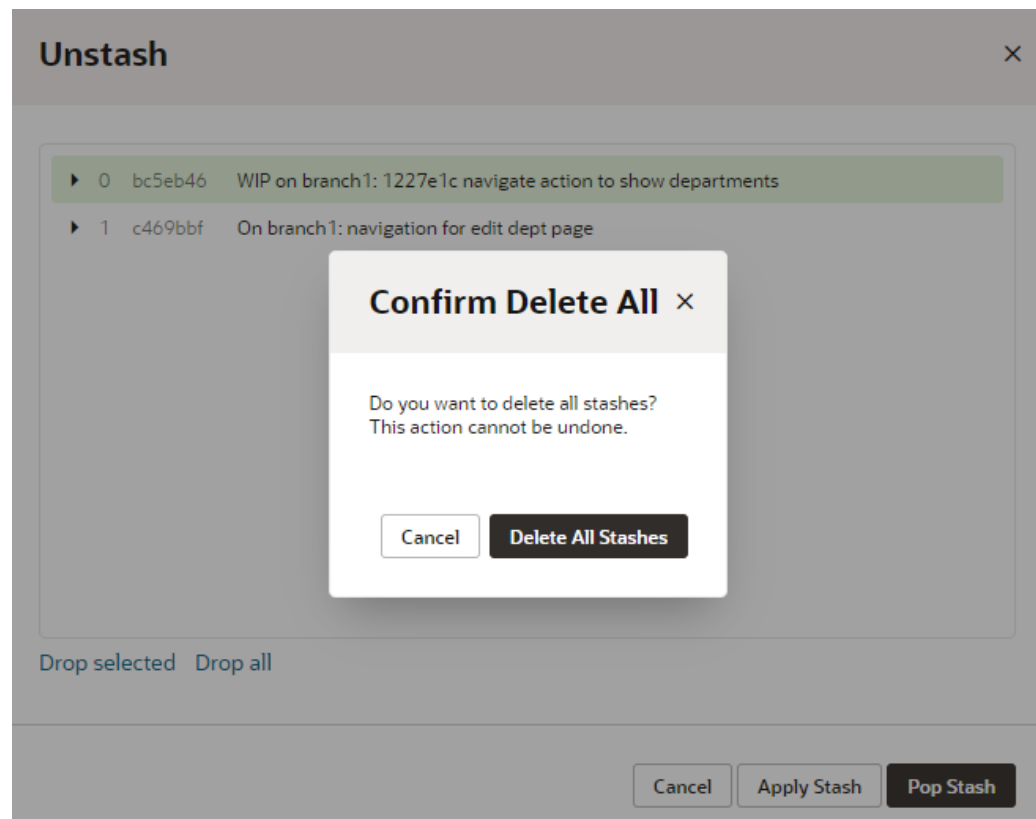 Unstash ×
0 bc5eb46 WIP on branch1: 1227e1c navigate action to show departments
1 c469bbf On branch1: navigation for edit dept page
Confirm Delete All ×
Do you want to delete all stashes?
This action cannot be undone.
Cancel Delete All Stashes
Drop selected Drop all
Cancel Apply Stash Pop Stash